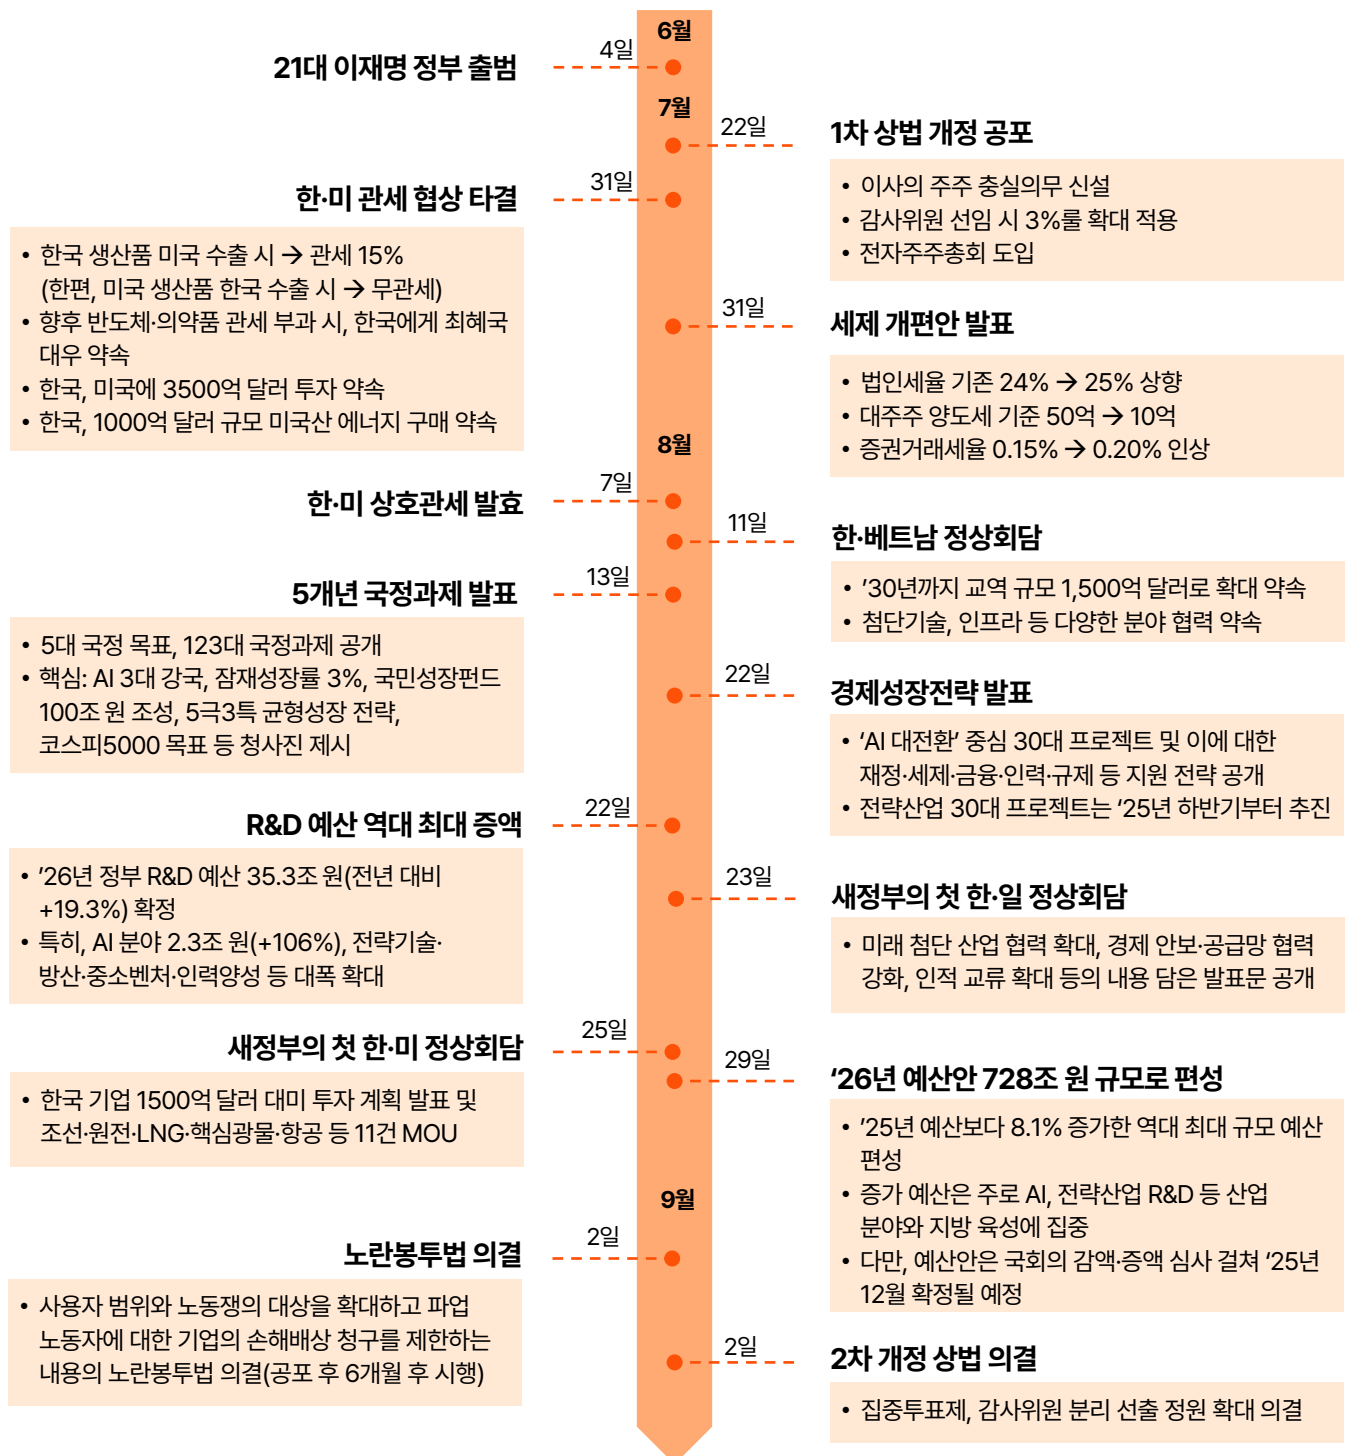 6월
4일
21대 이재명 정부 출범
7월
22일
1차 상법 개정 공포
• 이사의 주주 충실의무 신설
• 감사위원 선임 시 3%룰 확대 적용
• 전자주주총회 도입
31일
한·미 관세 협상 타결
• 한국 생산품 미국 수출 시 → 관세 15%
(한편, 미국 생산품 한국 수출 시 → 무관세)
• 향후 반도체·의약품 관세 부과 시, 한국에게 최혜국
대우 약속
• 한국, 미국에 3500억 달러 투자 약속
• 한국, 1000억 달러 규모 미국산 에너지 구매 약속
31일
세제 개편안 발표
• 법인세율 기존 24% → 25% 상향
• 대주주 양도세 기준 50억 → 10억
• 증권거래세율 0.15% → 0.20% 인상
8월
7일
한·미 상호관세 발효
11일
한·베트남 정상회담
• ’30년까지 교역 규모 1,500억 달러로 확대 약속
• 첨단기술, 인프라 등 다양한 분야 협력 약속
13일
5개년 국정과제 발표
• 5대 국정 목표, 123대 국정과제 공개
• 핵심: AI 3대 강국, 잠재성장률 3%, 국민성장펀드
100조 원 조성, 5극3특 균형성장 전략,
코스피5000 목표 등 청사진 제시
22일
경제성장전략 발표
• ‘AI 대전환’ 중심 30대 프로젝트 및 이에 대한
재정·세제·금융·인력·규제 등 지원 전략 공개
• 전략산업 30대 프로젝트는 ‘25년 하반기부터 추진
22일
R&D 예산 역대 최대 증액
• ’26년 정부 R&D 예산 35.3조 원(전년 대비
+19.3%) 확정
• 특히, AI 분야 2.3조 원(+106%), 전략기술·
방산·중소벤처·인력양성 등 대폭 확대
23일
새정부의 첫 한·일 정상회담
• 미래 첨단 산업 협력 확대, 경제 안보·공급망 협력
강화, 인적 교류 확대 등의 내용 담은 발표문 공개
25일
새정부의 첫 한·미 정상회담
• 한국 기업 1500억 달러 대미 투자 계획 발표 및
조선·원전·LNG·핵심광물·항공 등 11건 MOU
29일
‘26년 예산안 728조 원 규모로 편성
• ’25년 예산보다 8.1% 증가한 역대 최대 규모 예산
편성
• 증가 예산은 주로 AI, 전략산업 R&D 등 산업
분야와 지방 육성에 집중
• 다만, 예산안은 국회의 감액·증액 심사 걸쳐 ‘25년
12월 확정될 예정
9월
2일
노란봉투법 의결
• 사용자 범위와 노동쟁의 대상을 확대하고 파업
노동자에 대한 기업의 손해배상 청구를 제한하는
내용의 노란봉투법 의결(공포 후 6개월 후 시행)
2일
2차 개정 상법 의결
• 집중투표제, 감사위원 분리 선출 정원 확대 의결